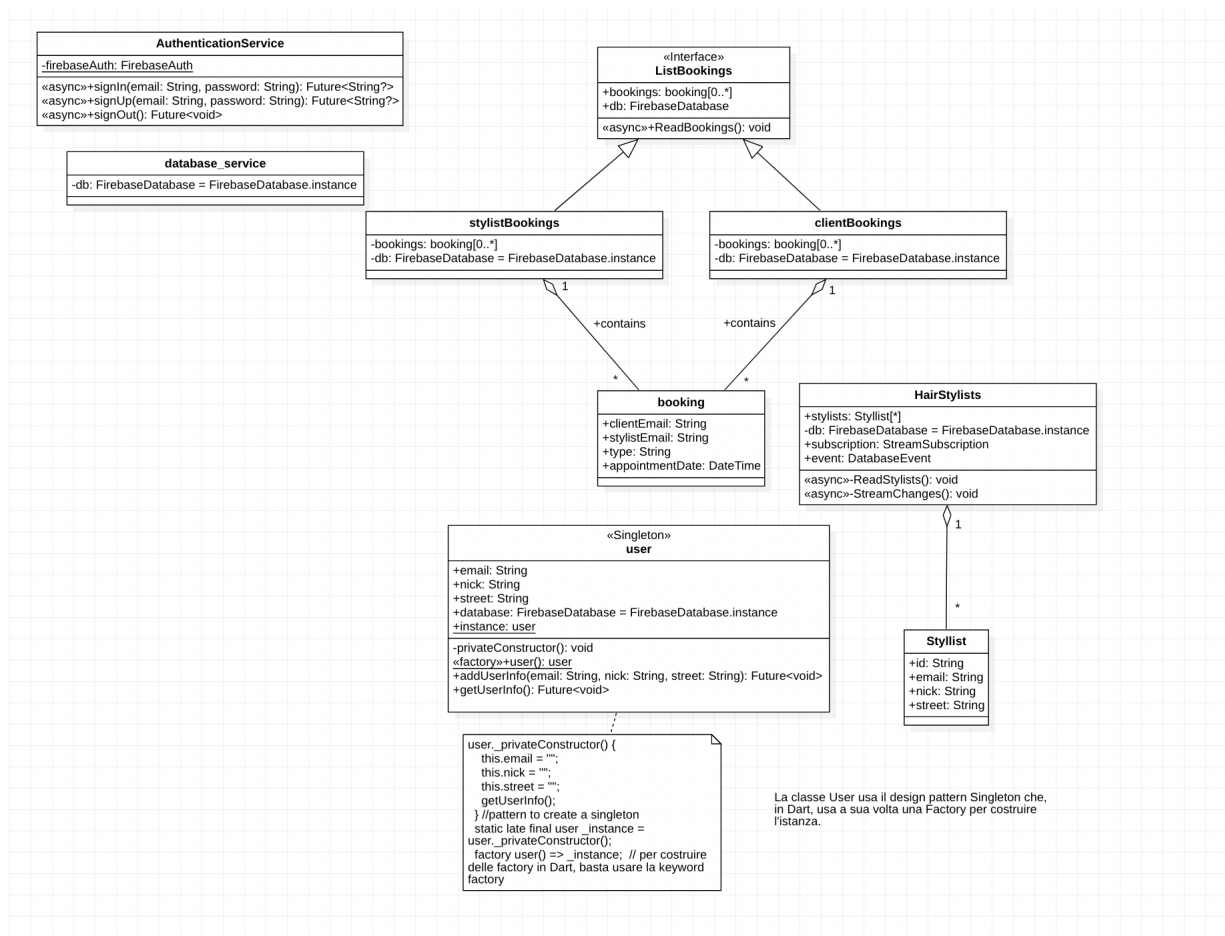 AuthenticationService
-firebaseAuth: FirebaseAuth
«async»+signIn(email: String, password: String): Future<String?>
«async»+signUp(email: String, password: String): Future<String?>
«async»+signOut(): Future<void>
«Interface»
ListBookings
+bookings: booking[0..*]
+db: FirebaseDatabase
«async»+ReadBookings(): void
database_service
-db: FirebaseDatabase = FirebaseDatabase.instance
stylistBookings
-bookings: booking[0..*]
-db: FirebaseDatabase = FirebaseDatabase.instance
clientBookings
-bookings: booking[0..*]
-db: FirebaseDatabase = FirebaseDatabase.instance
1
+contains
*
1
+contains
*
booking
+clientEmail: String
+stylistEmail: String
+type: String
+appointmentDate: DateTime
HairStylists
+stylists: Styllist[*]
-db: FirebaseDatabase = FirebaseDatabase.instance
+subscription: StreamSubscription
+event: DatabaseEvent
«async»-ReadStylists(): void
«async»-StreamChanges(): void
1
*
«Singleton»
user
+email: String
+nick: String
+street: String
+database: FirebaseDatabase = FirebaseDatabase.instance
+instance: user
-privateConstructor(): void
«factory»+user(): user
+addUserInfo(email: String, nick: String, street: String): Future<void>
+getUserInfo(): Future<void>
Styllist
+id: String
+email: String
+nick: String
+street: String
user._privateConstructor() {
this.email = "";
this.nick = "";
this.street = "";
getUserInfo();
} //pattern to create a singleton
static late final user _instance =
user._privateConstructor();
factory user() => _instance;  // per costruire
delle factory in Dart, basta usare la keyword
factory
La classe User usa il design pattern Singleton che,
in Dart, usa a sua volta una Factory per costruire
l'istanza.